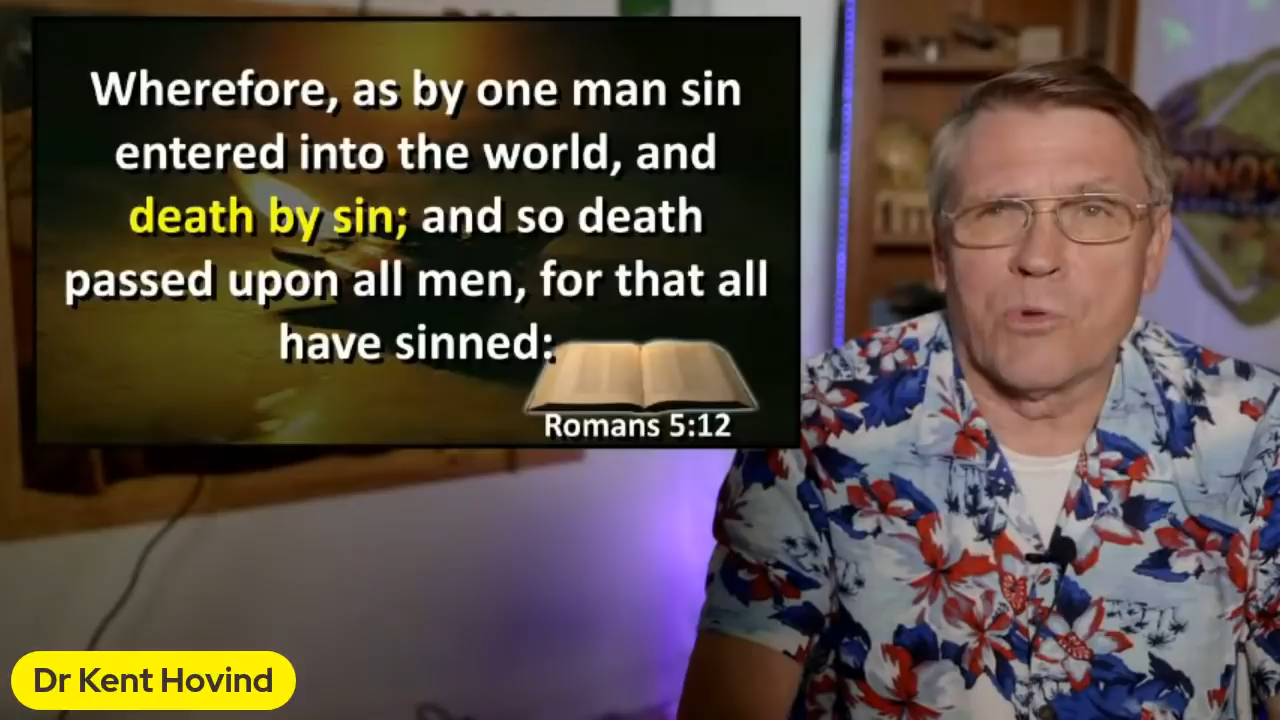 Wherefore, as by one man sin
entered into the world, and
death by sin; and so death
passed upon all men, for that all
have sinned:
Romans 5:12
Dr Kent Hovind